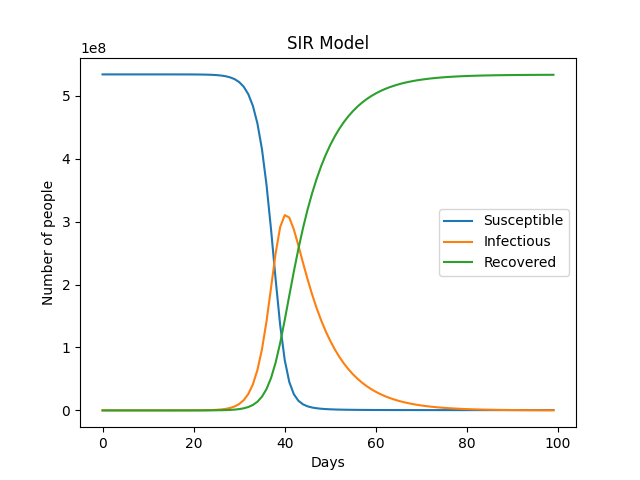 SIR Model
1e8
5
4
3
2
1
0
Number of people
Susceptible
Infectious
Recovered
0 20 40 60 80 100
Days